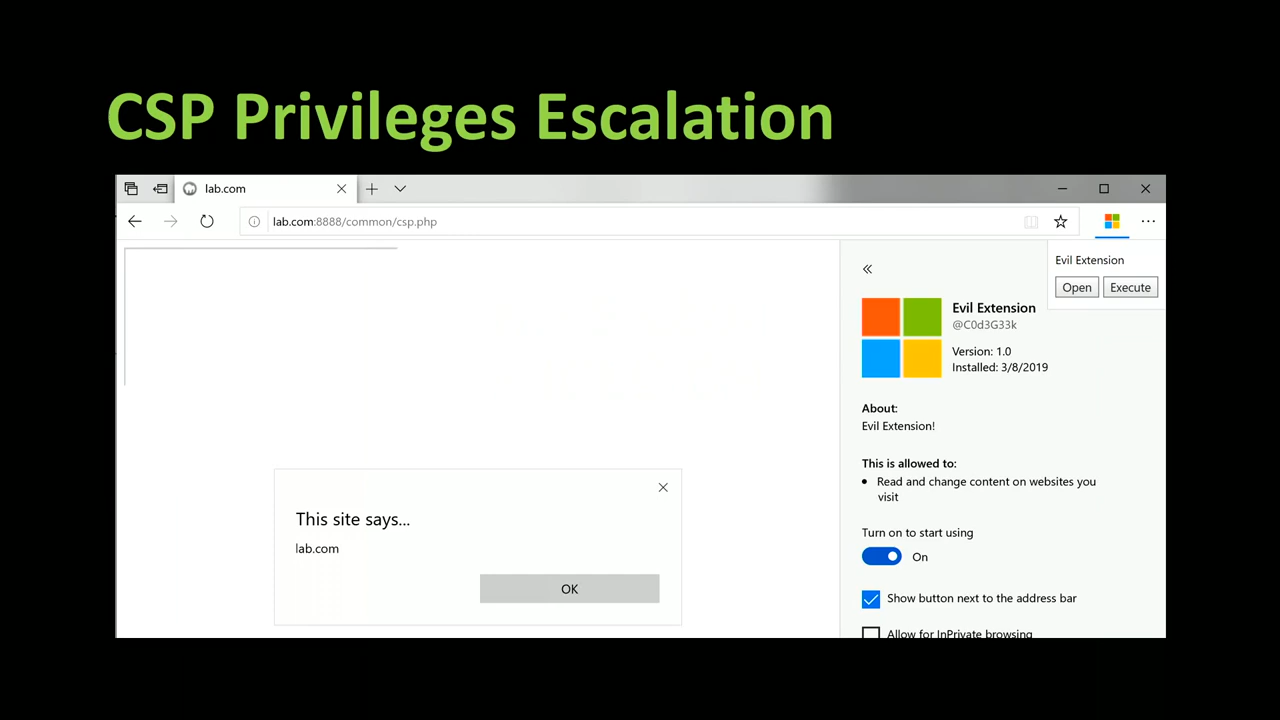 CSP Privileges Escalation
lab.com
lab.com:8888/common/csp.php
Evil Extension
Open Execute
Evil Extension
@C0d3G33k
Version: 1.0
Installed: 3/8/2019
About:
Evil Extension!
This is allowed to:
• Read and change content on websites you
visit
Turn on to start using
On
Show button next to the address bar
Allow for InPrivate browsing
This site says...
lab.com
OK